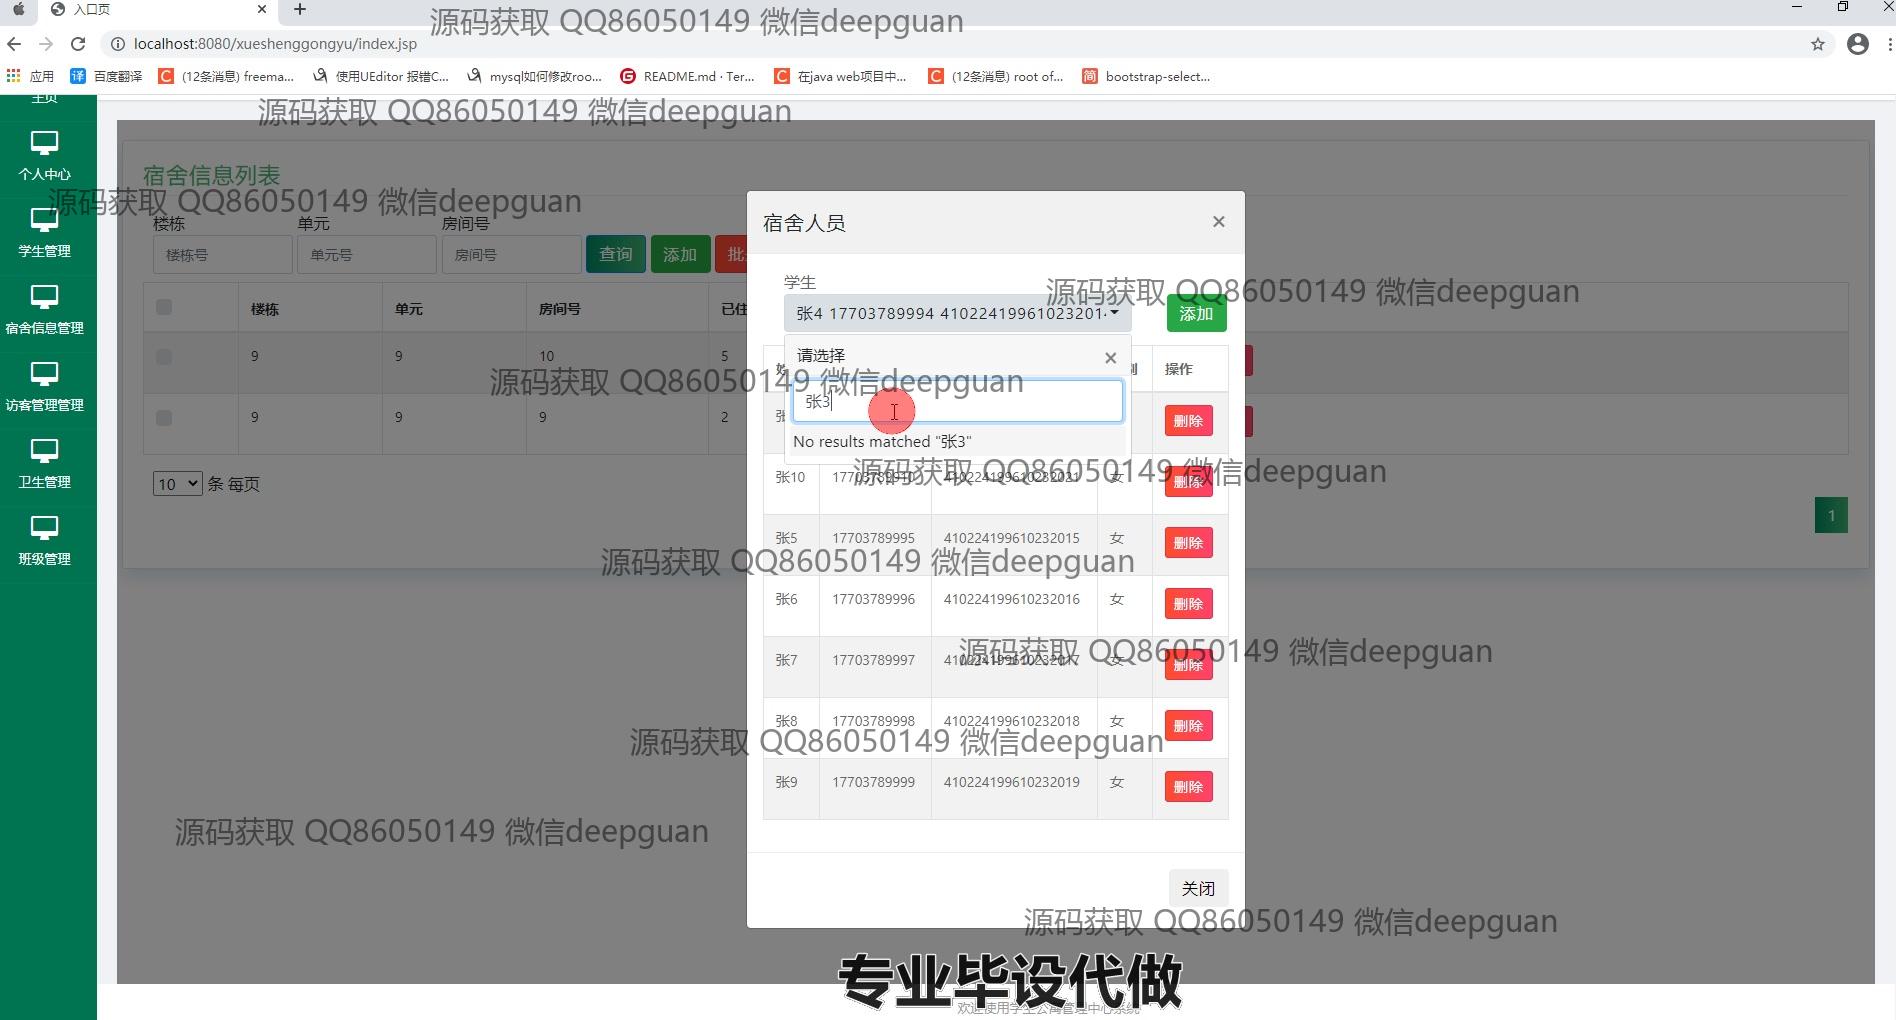 入口页
源码获取 QQ86050149 微信deepguan
localhost:8080/xueshenggongyu/index.jsp
应用
百度翻译
(12条消息) freema...
使用UEditor 报错C...
mysql如何修改roo...
README.md · Ter...
在java web项目中...
(12条消息) root of...
bootstrap-select...
主页
源码获取 QQ86050149 微信deepguan
个人中心
宿舍信息列表
源码获取 QQ86050149 微信deepguan
楼栋 单元 房间号
学生管理
楼栋号 单元号 房间号 查询 添加
宿舍人员 ×
学生
源码获取 QQ86050149 微信deepguan
张4 17703789994 41022419961023201 添加
楼栋 单元 房间号 已住
宿舍信息管理
请选择 ×
操作
9 9 10 5
源码获取 QQ86050149 微信deepguan
张3
删除
访客管理管理
9 9 9 2
No results matched "张3"
源码获取 QQ86050149 微信deepguan
张10 17703789910 410224199610232021 女 删除
卫生管理
10 条 每页
1
张5 17703789995 410224199610232015 女 删除
班级管理
源码获取 QQ86050149 微信deepguan
张6 17703789996 410224199610232016 女 删除
源码获取 QQ86050149 微信deepguan
张7 17703789997 410224199610232017 女 删除
张8 17703789998 410224199610232018 女 删除
源码获取 QQ86050149 微信deepguan
张9 17703789999 410224199610232019 女 删除
源码获取 QQ86050149 微信deepguan
关闭
源码获取 QQ86050149 微信deepguan
专业毕设代做
欢迎使用学生公寓管理中心系统